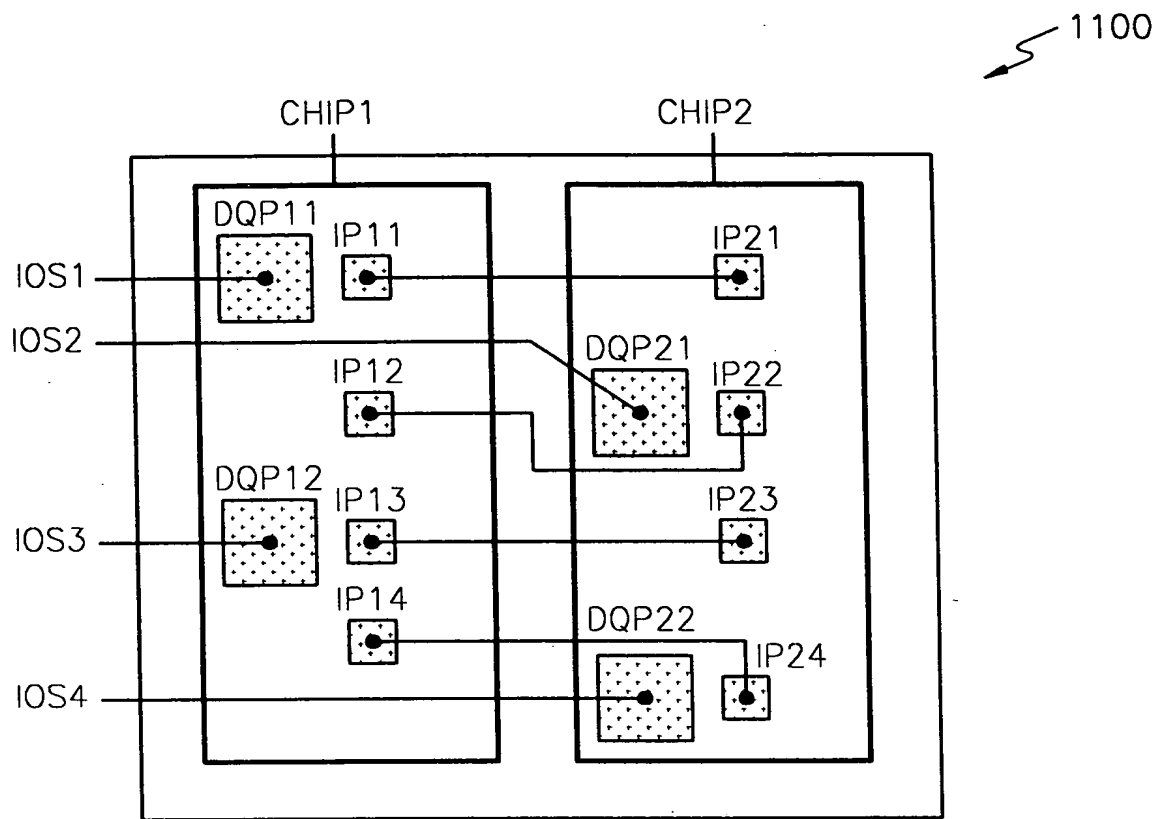 1100
CHIP1 CHIP2
DQP11 IP11 IP21
IOS1
IOS2 DQP21
IP12 IP22
DQP12 IP13 IP23
IOS3
IP14 DQP22
IP24
IOS4